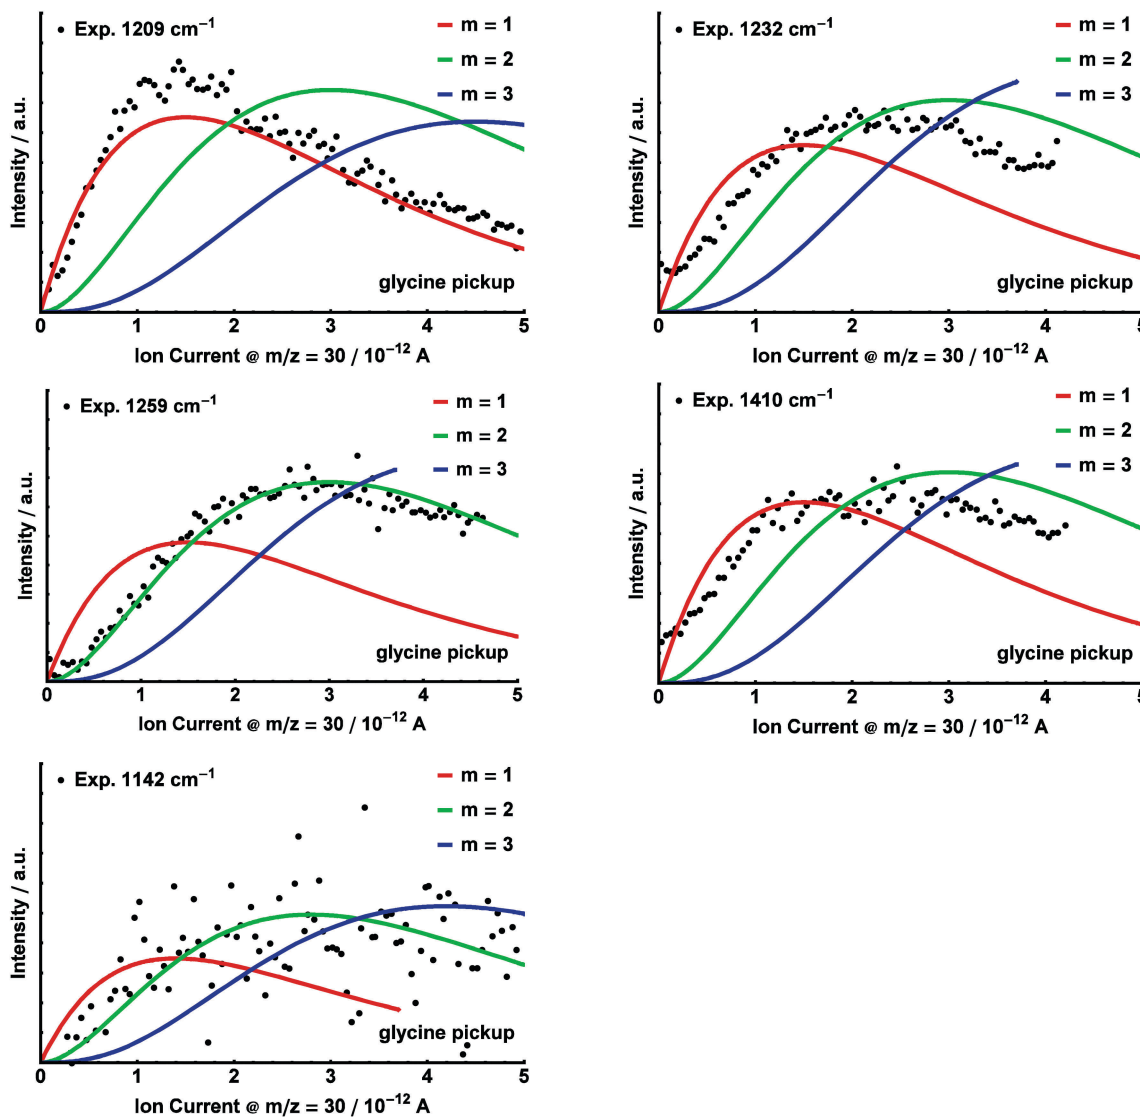 Exp. 1209 cm⁻¹
m = 1
m = 2
m = 3
Intensity / a.u.
glycine pickup
0 1 2 3 4 5
Ion Current @ m/z = 30 / 10⁻¹² A
Exp. 1232 cm⁻¹
m = 1
m = 2
m = 3
Intensity / a.u.
glycine pickup
0 1 2 3 4 5
Ion Current @ m/z = 30 / 10⁻¹² A
Exp. 1259 cm⁻¹
m = 1
m = 2
m = 3
Intensity / a.u.
glycine pickup
0 1 2 3 4 5
Ion Current @ m/z = 30 / 10⁻¹² A
Exp. 1410 cm⁻¹
m = 1
m = 2
m = 3
Intensity / a.u.
glycine pickup
0 1 2 3 4 5
Ion Current @ m/z = 30 / 10⁻¹² A
Exp. 1142 cm⁻¹
m = 1
m = 2
m = 3
Intensity / a.u.
glycine pickup
0 1 2 3 4 5
Ion Current @ m/z = 30 / 10⁻¹² A